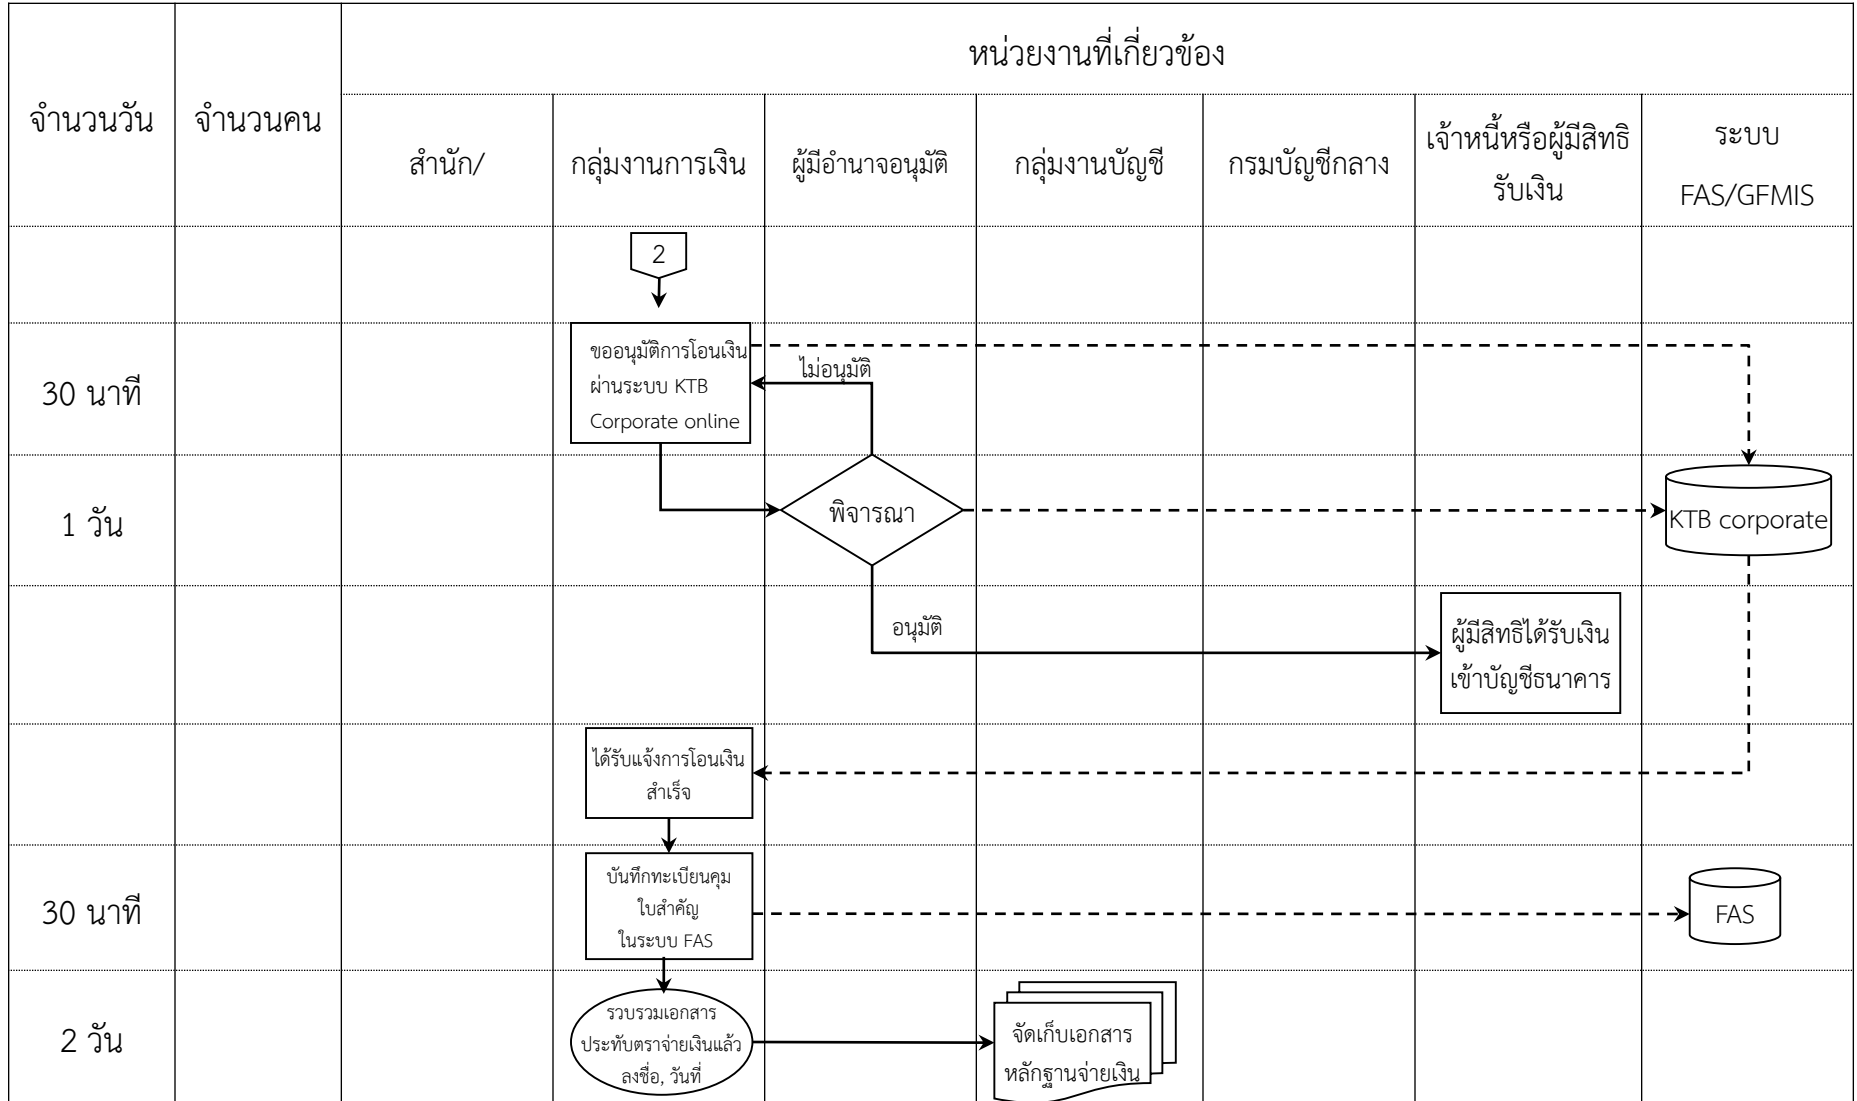 หน่วยงานที่เกี่ยวข้อง
จำนวนวัน
จำนวนคน
สำนัก/
กลุ่มงานการเงิน
ผู้มีอำนาจอนุมัติ
กลุ่มงานบัญชี
กรมบัญชีกลาง
เจ้าหนี้หรือผู้มีสิทธิ
รับเงิน
ระบบ
FAS/GFMIS
2
30 นาที
ขออนุมัติการโอนเงิน
ผ่านระบบ KTB
Corporate online
ไม่อนุมัติ
1 วัน
พิจารณา
KTB corporate
อนุมัติ
ผู้มีสิทธิได้รับเงิน
เข้าบัญชีธนาคาร
ได้รับแจ้งการโอนเงิน
สำเร็จ
30 นาที
บันทึกทะเบียนคุม
ใบสำคัญ
ในระบบ FAS
FAS
2 วัน
รวบรวมเอกสาร
ประทับตราจ่ายเงินแล้ว
ลงชื่อ, วันที่
จัดเก็บเอกสาร
หลักฐานจ่ายเงิน